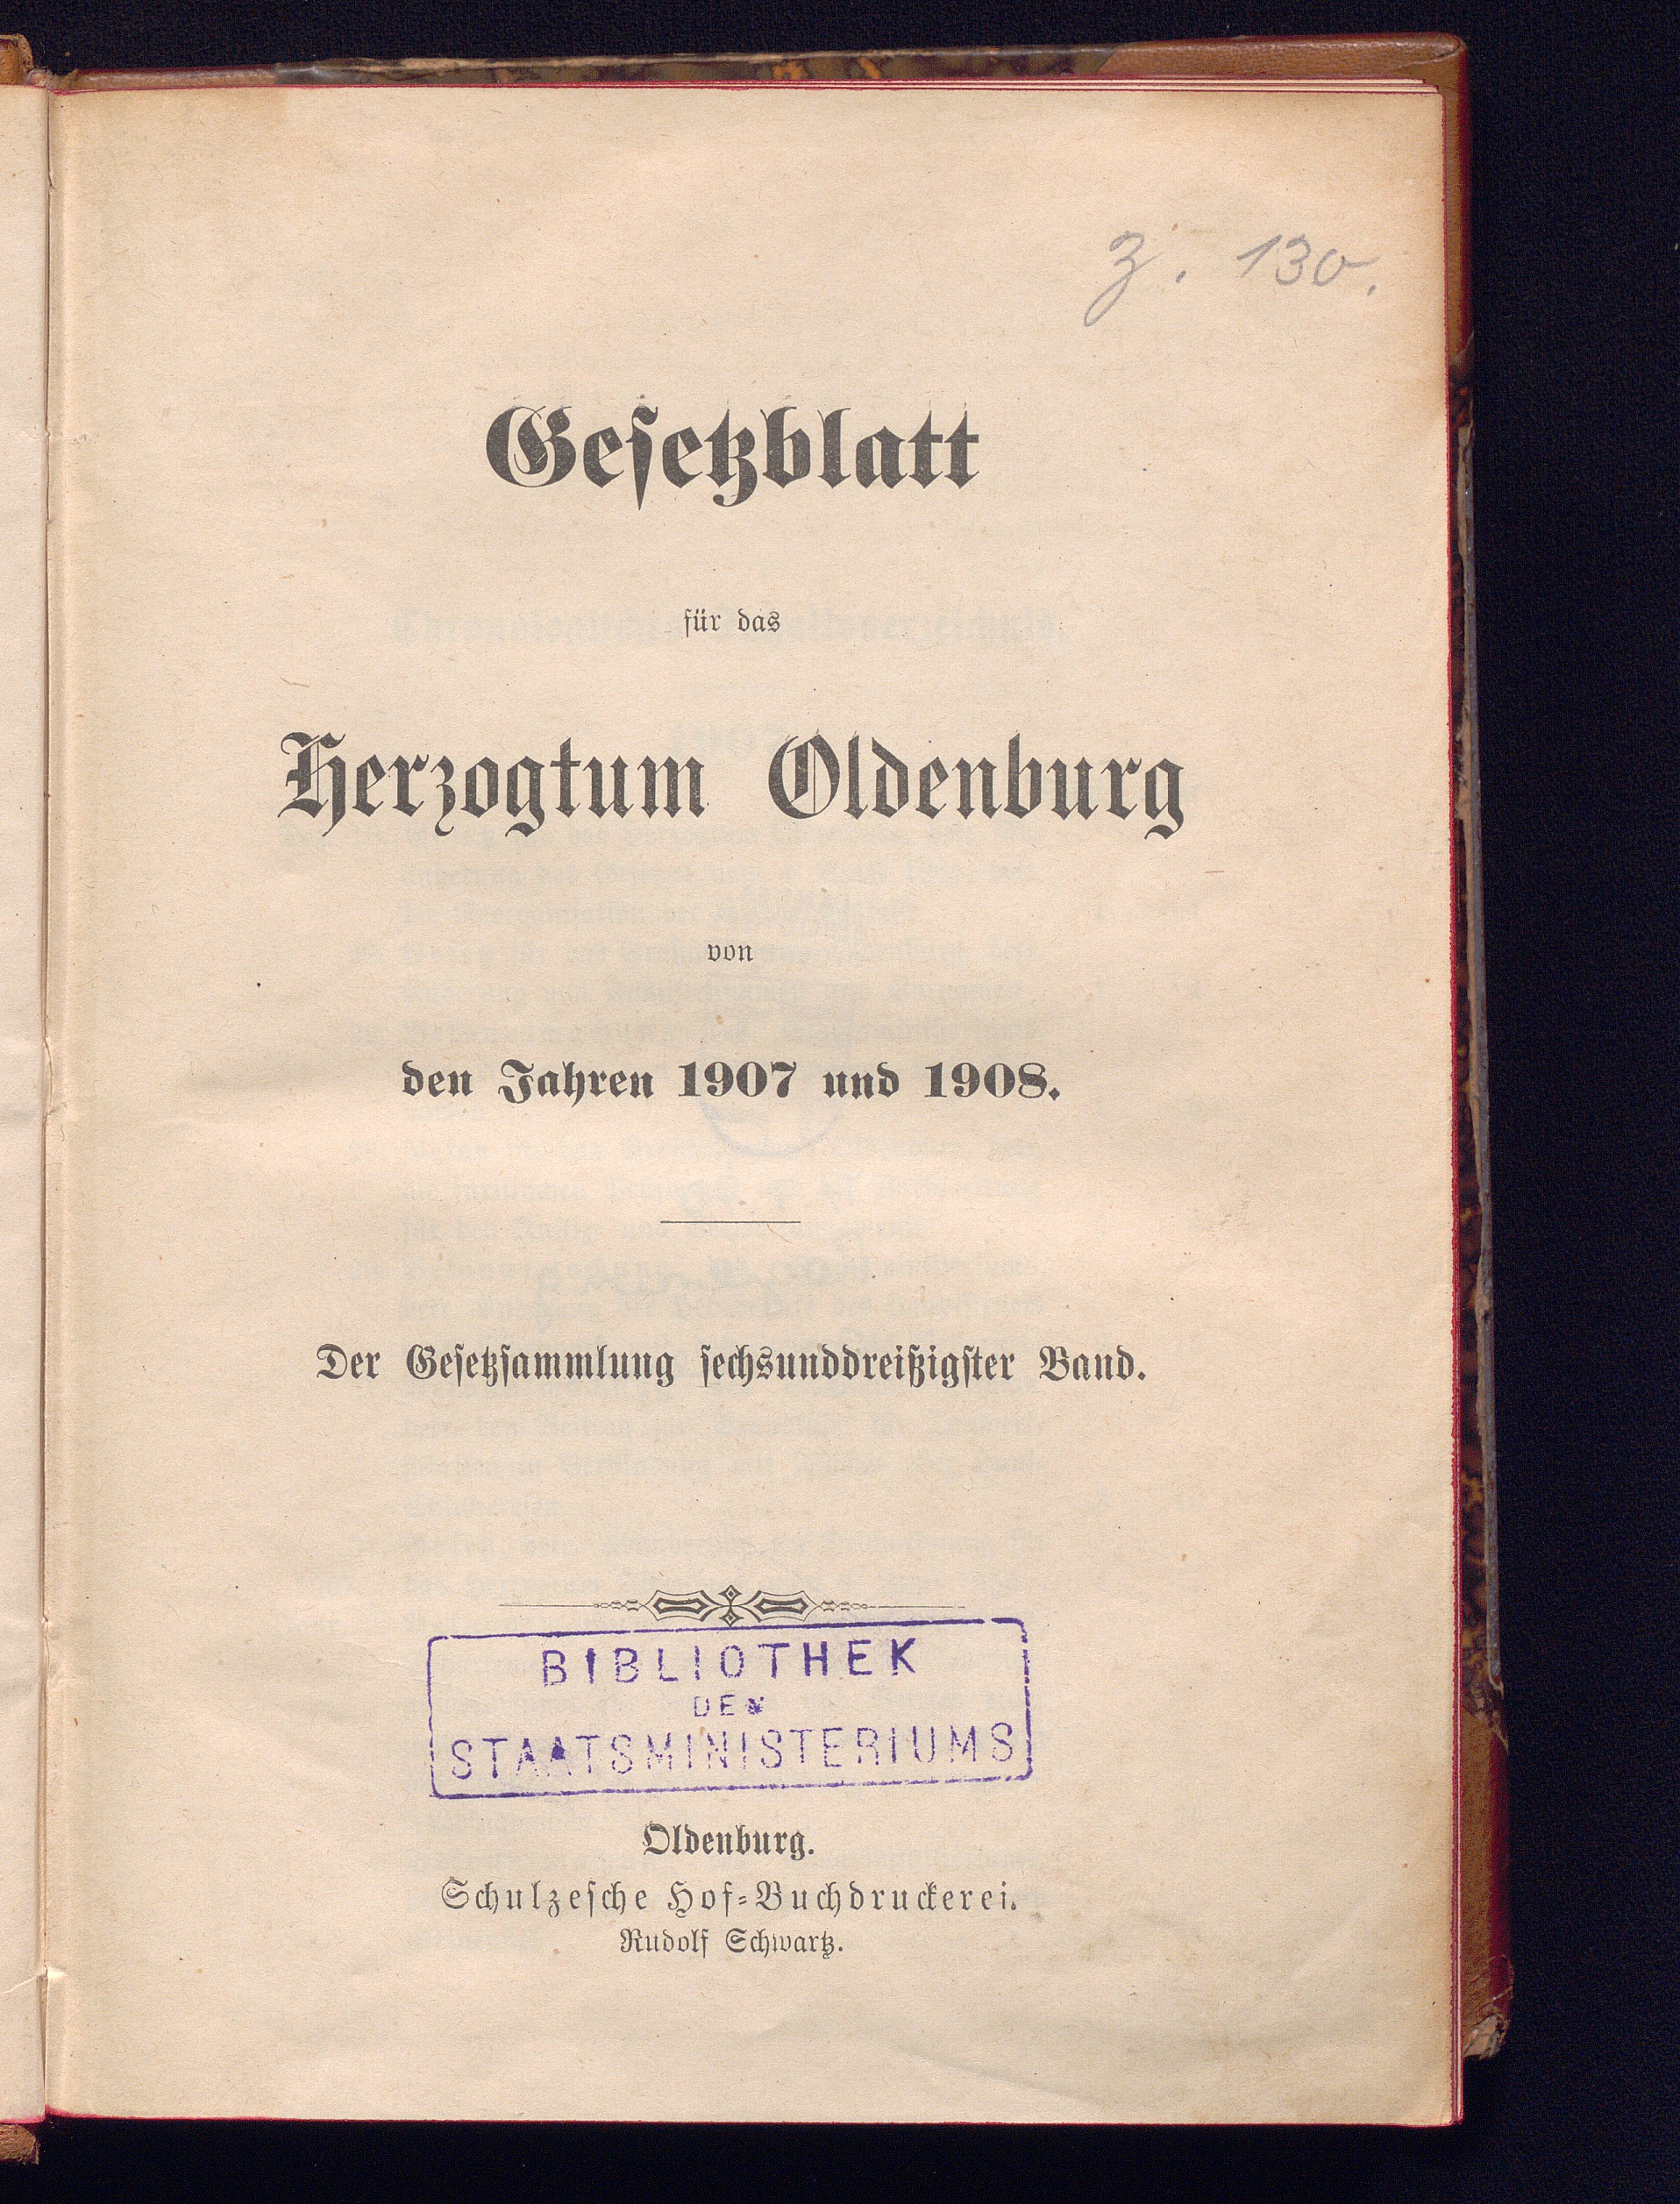 3. 130.
Gesetzblatt
für das
Herzogtum Oldenburg
von
den Jahren 1907 und 1908.
Der Gesetzsammlung sechsunddreißigster Band.
BIBLIOTHEK
DES
STAATSMINISTERIUMS
Oldenburg.
Schulzesche Hof-Buchdruckerei.
Rudolf Schwartz.